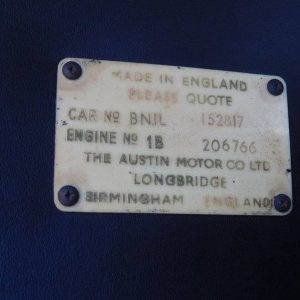 MADE IN ENGLAND
PLEASE QUOTE
CAR Nº BN1L 152817
ENGINE Nº 1B 206766
THE AUSTIN MOTOR CO LTD
LONGBRIDGE
BIRMINGHAM ENGLAND